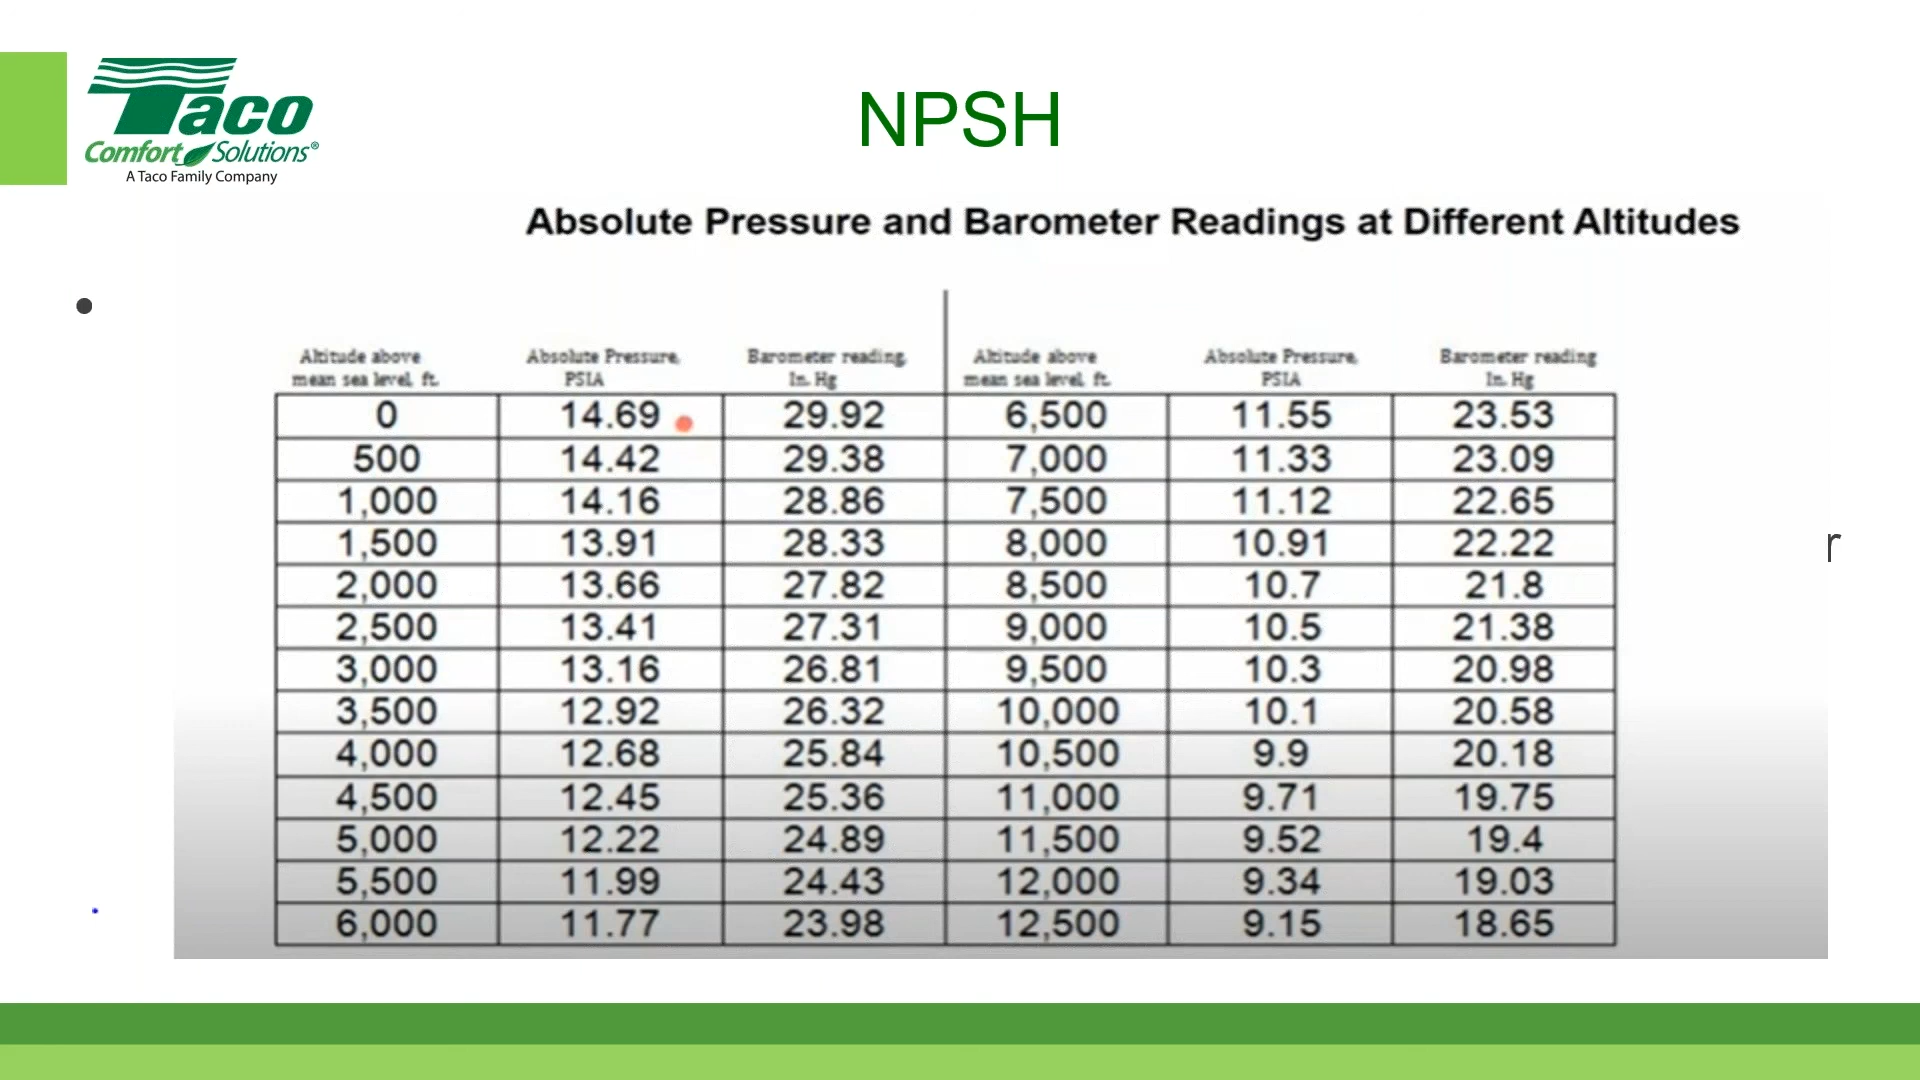 Taco
Comfort Solutions®
A Taco Family Company
NPSH
Absolute Pressure and Barometer Readings at Different Altitudes
•
Altitude above mean sea level, ft. Absolute Pressure, PSIA Barometer reading, In. Hg Altitude above mean sea level, ft. Absolute Pressure, PSIA Barometer reading In. Hg
0 14.69 29.92 6,500 11.55 23.53
500 14.42 29.38 7,000 11.33 23.09
1,000 14.16 28.86 7,500 11.12 22.65
1,500 13.91 28.33 8,000 10.91 22.22
2,000 13.66 27.82 8,500 10.7 21.8
2,500 13.41 27.31 9,000 10.5 21.38
3,000 13.16 26.81 9,500 10.3 20.98
3,500 12.92 26.32 10,000 10.1 20.58
4,000 12.68 25.84 10,500 9.9 20.18
4,500 12.45 25.36 11,000 9.71 19.75
5,000 12.22 24.89 11,500 9.52 19.4
5,500 11.99 24.43 12,000 9.34 19.03
6,000 11.77 23.98 12,500 9.15 18.65